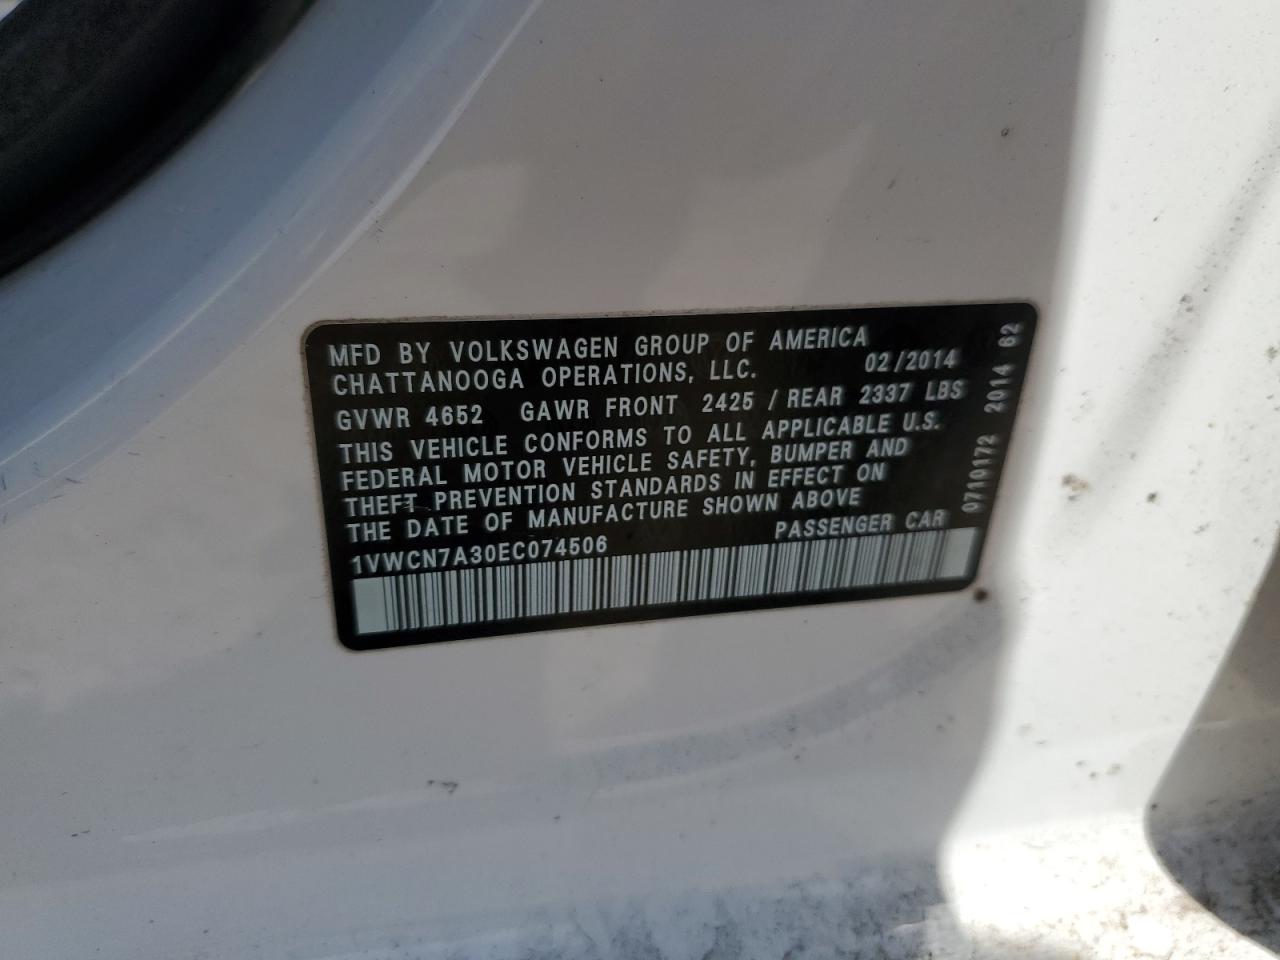 MFD BY VOLKSWAGEN GROUP OF AMERICA
CHATTANOOGA OPERATIONS, LLC. 02/2014
GVWR 4652 GAWR FRONT 2425 / REAR 2337 LBS
THIS VEHICLE CONFORMS TO ALL APPLICABLE U.S.
FEDERAL MOTOR VEHICLE SAFETY, BUMPER AND
THEFT PREVENTION STANDARDS IN EFFECT ON
THE DATE OF MANUFACTURE SHOWN ABOVE
1VWCN7A30EC074506 PASSENGER CAR
0710172 2014 62